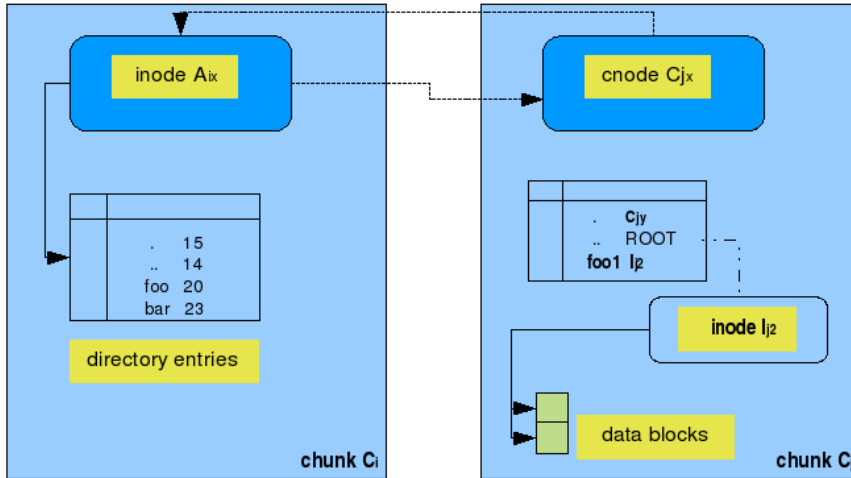 inode Aix
cnode Cjx
. 15
.. 14
foo 20
bar 23
directory entries
. Cjy
.. ROOT
foo1 Ij2
inode Ij2
data blocks
chunk Ci
chunk C